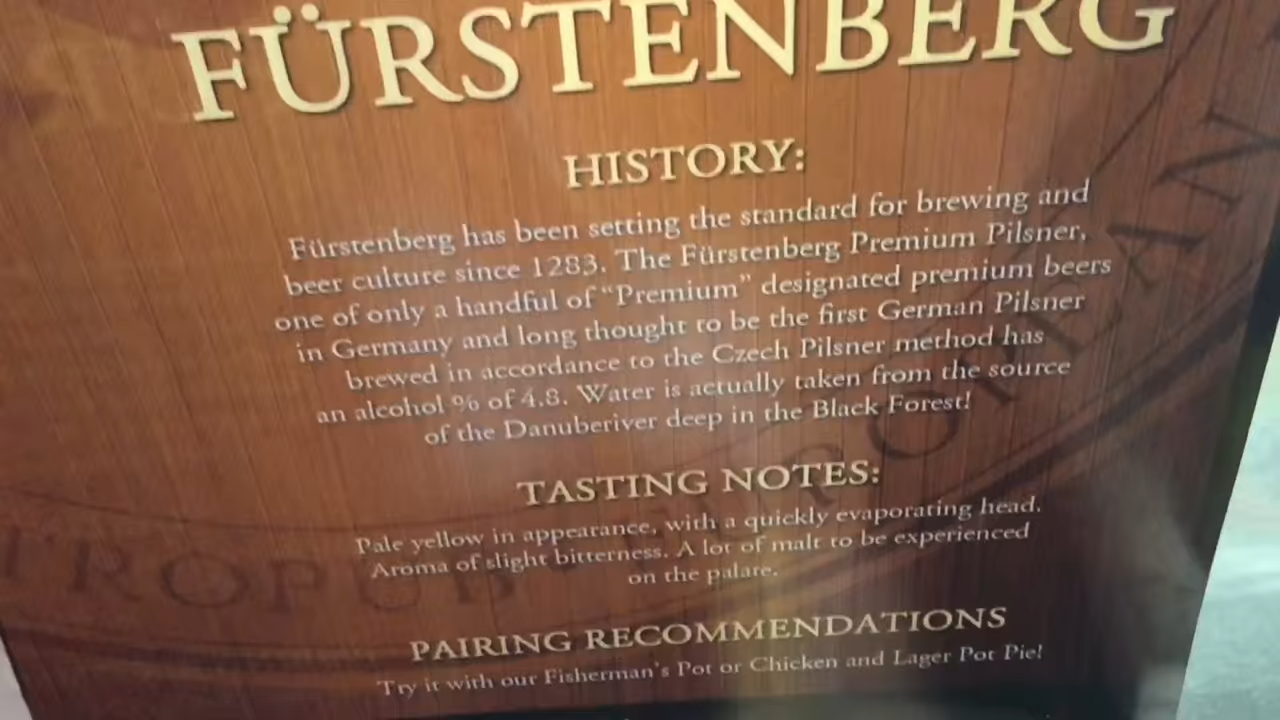 FÜRSTENBERG
HISTORY:
Fürstenberg has been setting the standard for brewing and
beer culture since 1283. The Fürstenberg Premium Pilsner,
one of only a handful of "Premium" designated premium beers
in Germany and long thought to be the first German Pilsner
brewed in accordance to the Czech Pilsner method has
an alcohol % of 4.8. Water is actually taken from the source
of the Danuberiver deep in the Black Forest!
TASTING NOTES:
Pale yellow in appearance, with a quickly evaporating head.
Aroma of slight bitterness. A lot of malt to be experienced
on the palate.
PAIRING RECOMMENDATIONS
Try it with our Fisherman's Pot or Chicken and Lager Pot Pie!